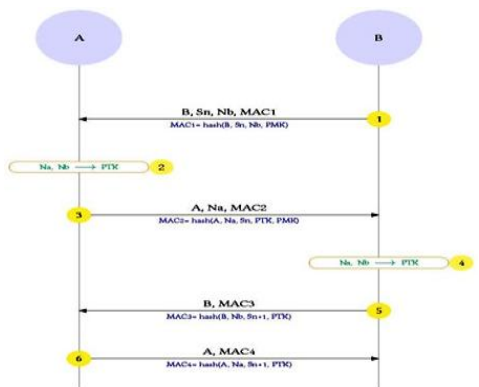 A
B
B, Sn, Nb, MAC1
1
MAC1= hash(B, Sn, Nb, PMK)
Na, Nb ⟶ PTK
2
A, Na, MAC2
3
MAC2= hash(A, Na, Sn, PTK, PMK)
Na, Nb ⟶ PTK
4
B, MAC3
5
MAC3= hash(B, Nb, Sn+1, PTK)
A, MAC4
6
MAC4= hash(A, Na, Sn+1, PTK)